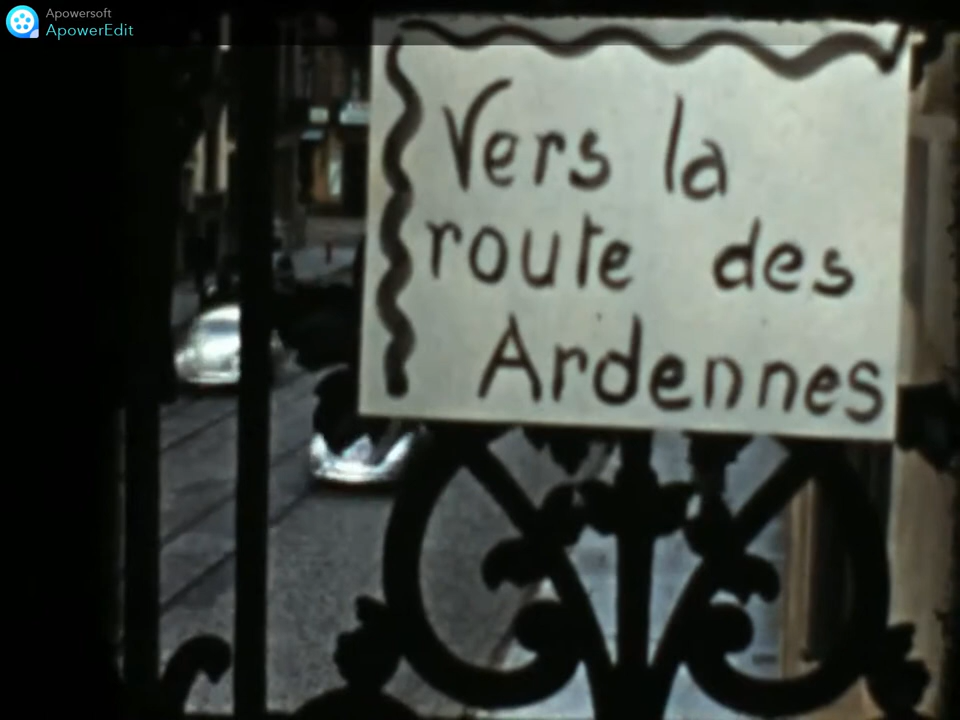 Apowersoft
ApowerEdit
Vers la
route des
Ardennes